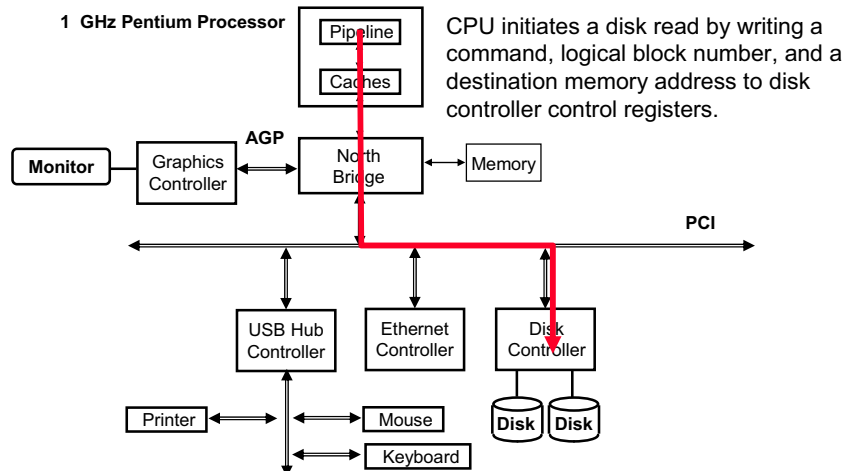 1 GHz Pentium Processor
Pipeline
Caches
CPU initiates a disk read by writing a
command, logical block number, and a
destination memory address to disk
controller control registers.
AGP
Monitor
Graphics
Controller
North
Bridge
Memory
PCI
USB Hub
Controller
Ethernet
Controller
Disk
Controller
Printer
Mouse
Keyboard
Disk
Disk